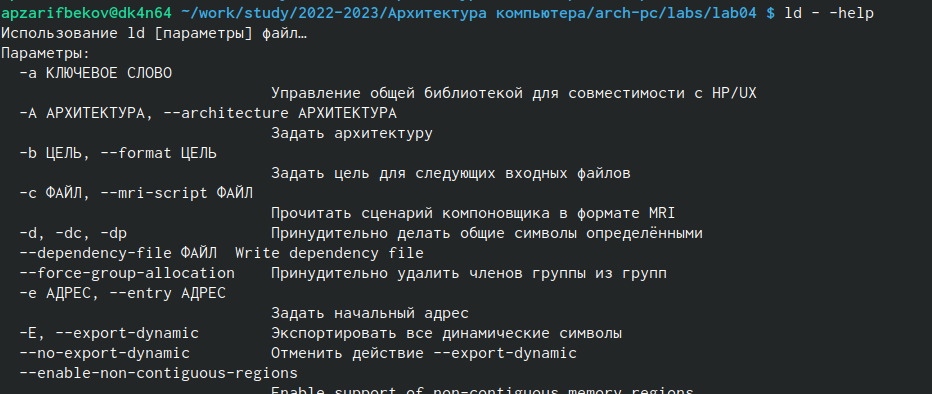 apzarifbekov@dk4n64 ~/work/study/2022-2023/Архитектура компьютера/arch-pc/labs/lab04 $ ld - -help
Использование ld [параметры] файл…
Параметры:
-a КЛЮЧЕВОЕ СЛОВО
Управление общей библиотекой для совместимости с HP/UX
-A АРХИТЕКТУРА, --architecture АРХИТЕКТУРА
Задать архитектуру
-b ЦЕЛЬ, --format ЦЕЛЬ
Задать цель для следующих входных файлов
-c ФАЙЛ, --mri-script ФАЙЛ
Прочитать сценарий компоновщика в формате MRI
-d, -dc, -dp Принудительно делать общие символы определёнными
--dependency-file ФАЙЛ Write dependency file
--force-group-allocation Принудительно удалить членов группы из групп
-e АДРЕС, --entry АДРЕС
Задать начальный адрес
-E, --export-dynamic Экспортировать все динамические символы
--no-export-dynamic Отменить действие --export-dynamic
--enable-non-contiguous-regions
Enable support of non-contiguous memory regions